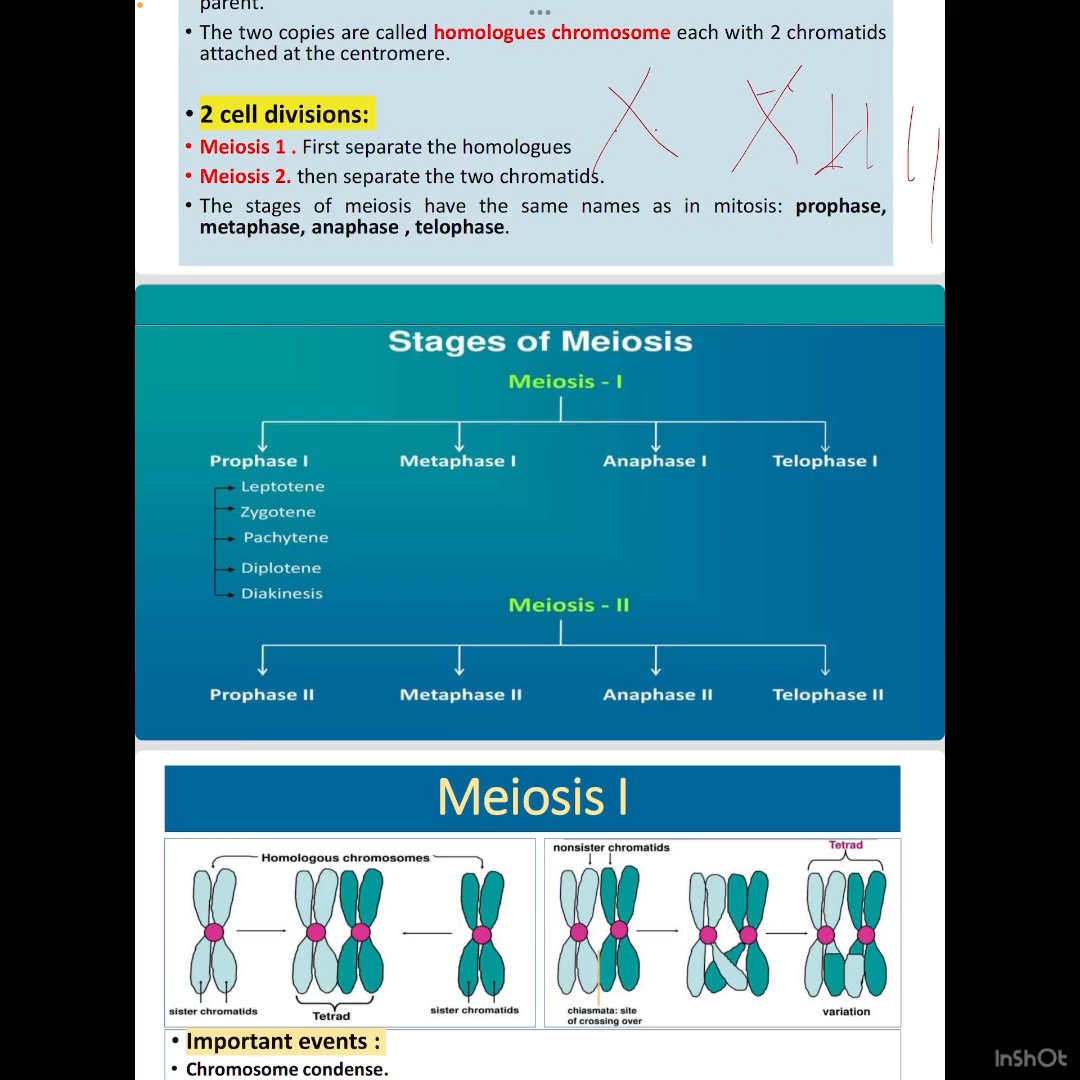 parent.
• The two copies are called homologues chromosome each with 2 chromatids
attached at the centromere.
• 2 cell divisions:
• Meiosis 1 . First separate the homologues
• Meiosis 2. then separate the two chromatids.
• The stages of meiosis have the same names as in mitosis: prophase,
metaphase, anaphase , telophase.
Stages of Meiosis
Meiosis - I
Prophase I Metaphase I Anaphase I Telophase I
Leptotene
Zygotene
Pachytene
Diplotene
Diakinesis
Meiosis - II
Prophase II Metaphase II Anaphase II Telophase II
Meiosis I
Homologous chromosomes
sister chromatids
Tetrad
sister chromatids
nonsister chromatids
Tetrad
chiasmata: site
of crossing over
variation
• Important events :
• Chromosome condense.
InShOt